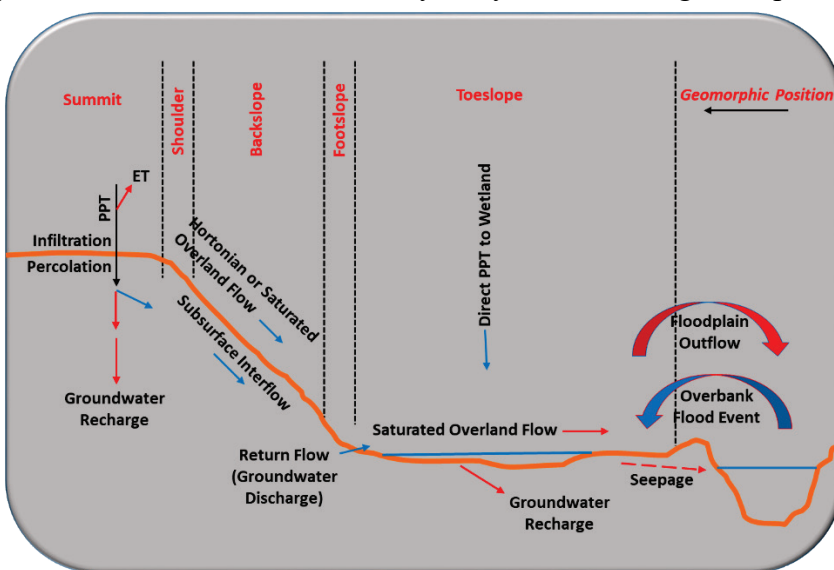 Summit
Shoulder
Backslope
Footslope
Toeslope
Geomorphic Position
ET
PPT
Infiltration
Percolation
Groundwater
Recharge
Hortonian or Saturated
Overland Flow
Subsurface Interflow
Return Flow
(Groundwater
Discharge)
Direct PPT to Wetland
Saturated Overland Flow
Groundwater
Recharge
Floodplain
Outflow
Overbank
Flood Event
Seepage